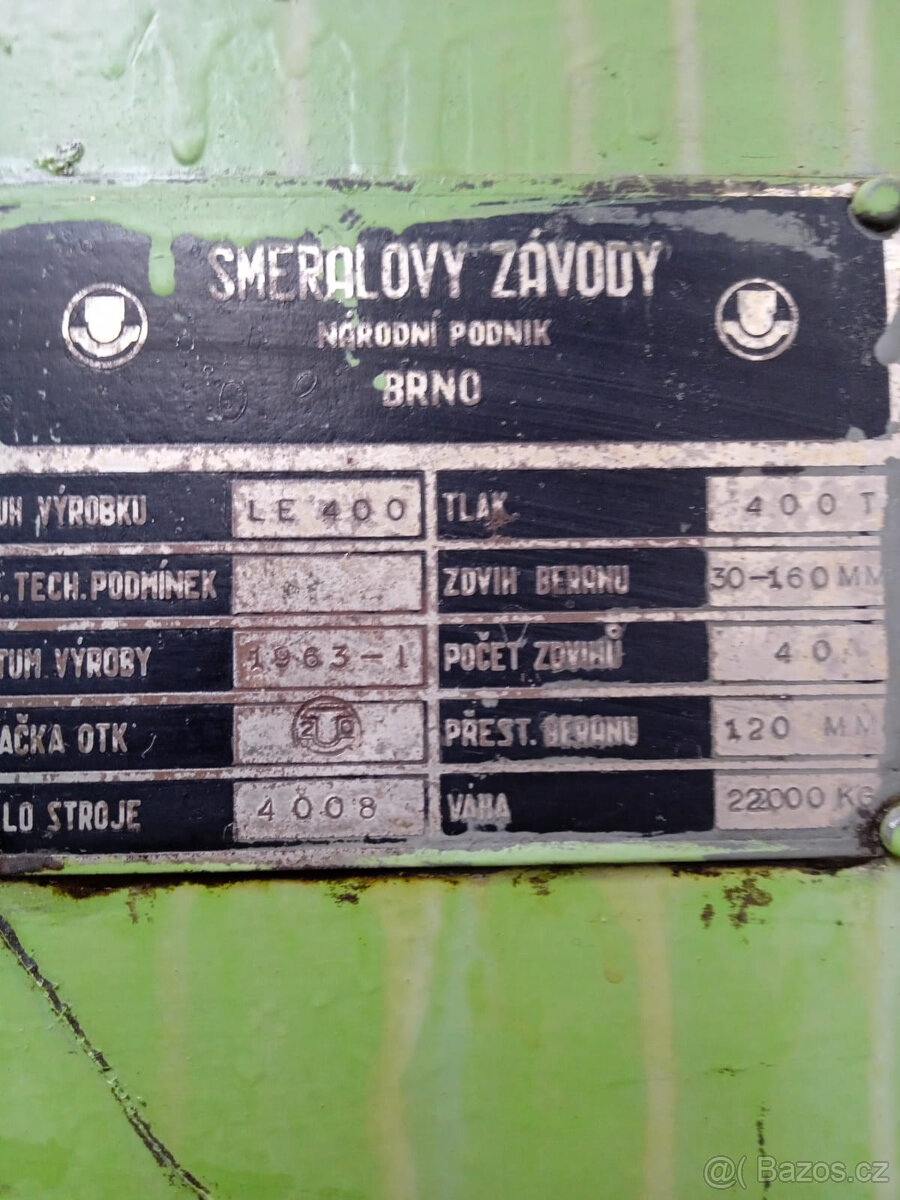 SMERALOVY ZÁVODY
NÁRODNÍ PODNIK
BRNO
UH VÝROBKU LE 400
. TECH. PODMÍNEK
TUM. VÝROBY 1963-1
AČKA OTK ZU0
LO STROJE 4008
TLAK 400 T
ZDVIH BERANU 30-160 MM
POČET ZDVIHŮ 40
PŘEST. BERANU 120 MM
VÁHA 22000 KG
@( Bazos.cz